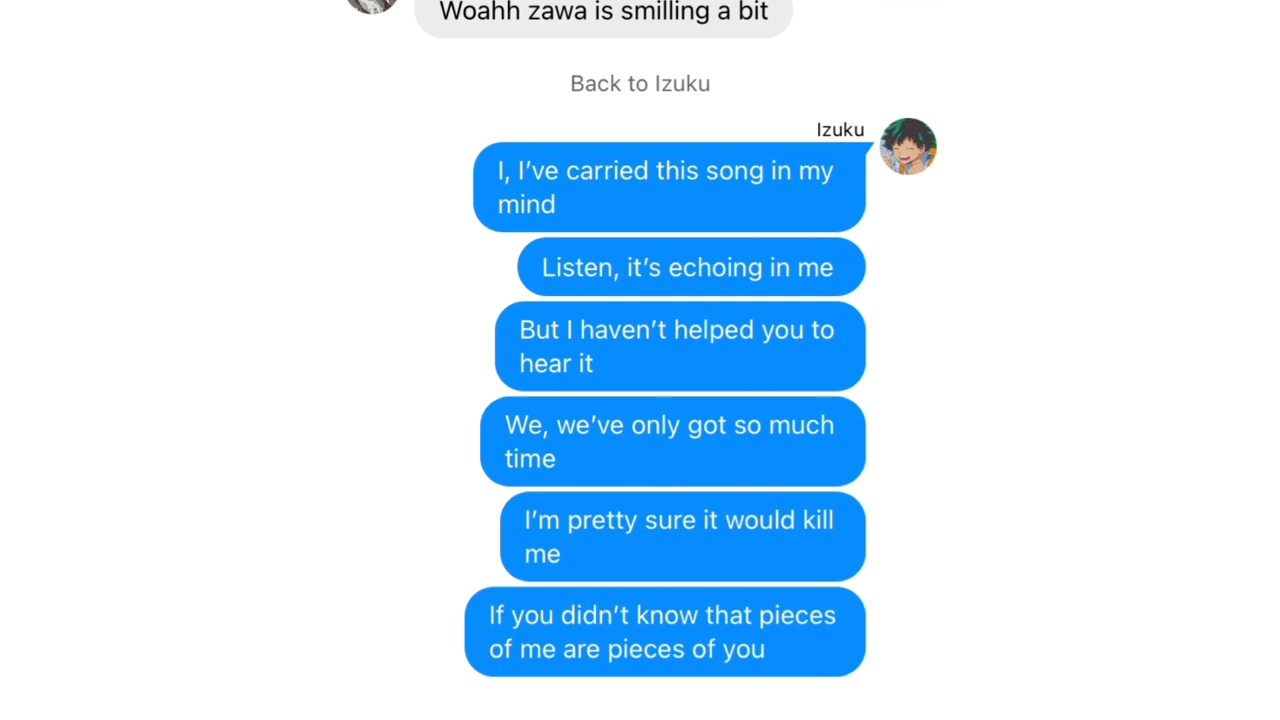 Woahh zawa is smilling a bit
Back to Izuku
Izuku
I, I’ve carried this song in my
mind
Listen, it’s echoing in me
But I haven’t helped you to
hear it
We, we’ve only got so much
time
I’m pretty sure it would kill
me
If you didn’t know that pieces
of me are pieces of you